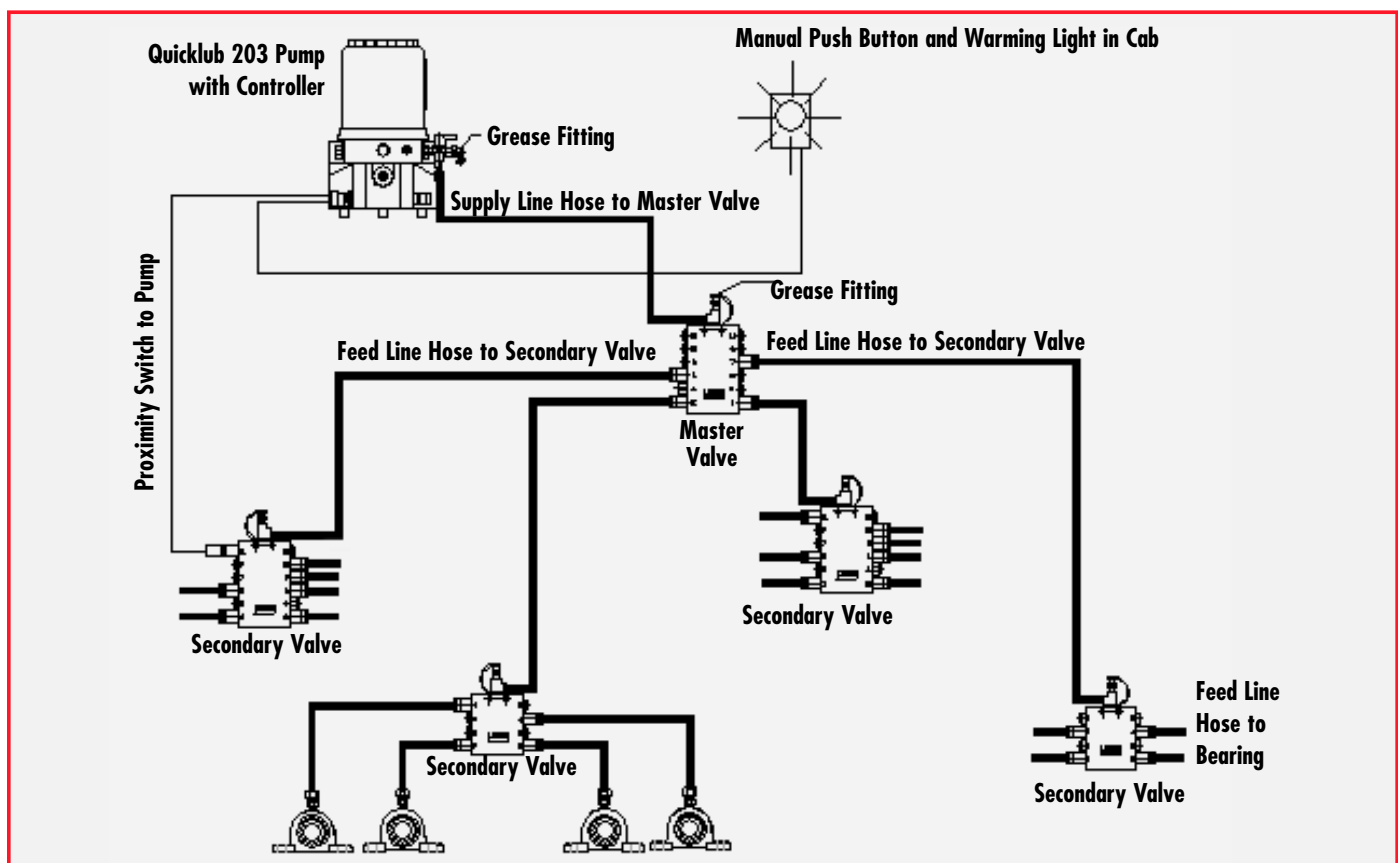 Quicklub 203 Pump
with Controller
Manual Push Button and Warming Light in Cab
Grease Fitting
Supply Line Hose to Master Valve
Proximity Switch to Pump
Grease Fitting
Feed Line Hose to Secondary Valve
Feed Line Hose to Secondary Valve
Master
Valve
Secondary Valve
Secondary Valve
Secondary Valve
Feed Line
Hose to
Bearing
Secondary Valve